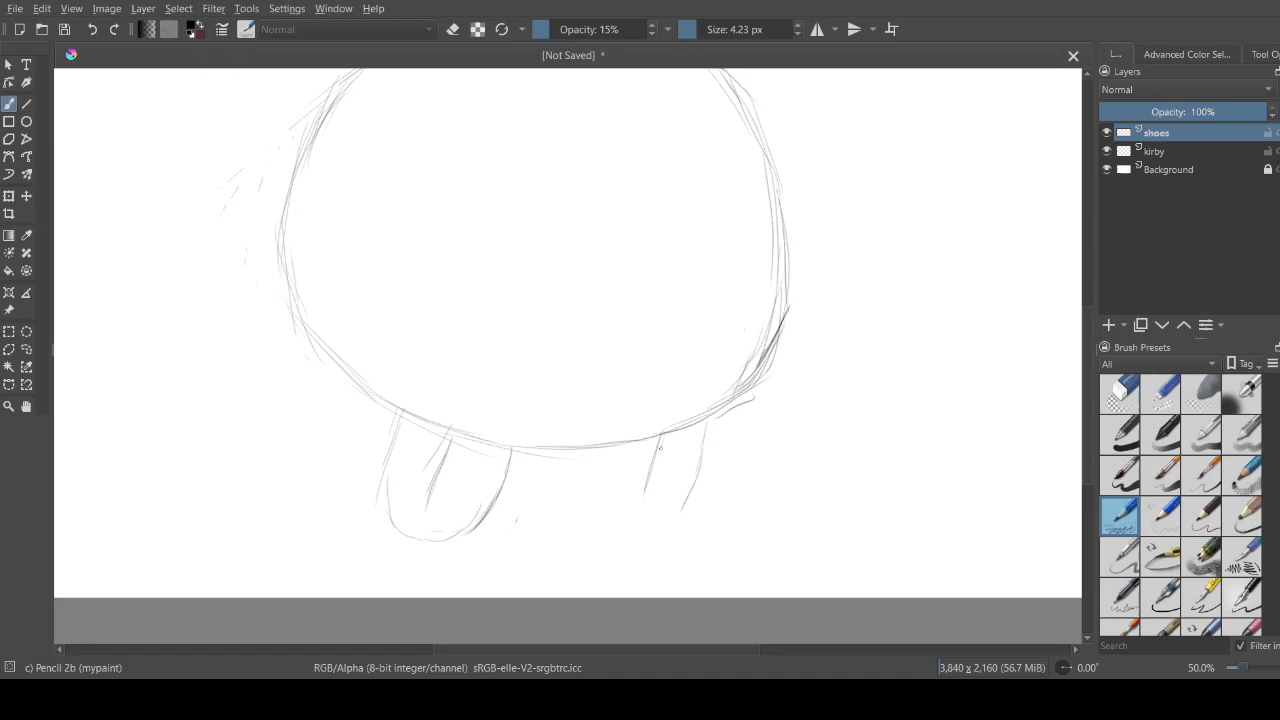 File Edit View Image Layer Select Filter Tools Settings Window Help
Normal Opacity: 15% Size: 4.23 px
[Not Saved] *
Advanced Color Sel... Tool Op
Layers
Normal
Opacity: 100%
shoes
kirby
Background
Brush Presets
All Tag
Search Filter in
c) Pencil 2b (mypaint) RGB/Alpha (8-bit integer/channel) sRGB-elle-V2-srgbtrc.icc 3,840 x 2,160 (56.7 MiB) 0.00° 50.0%